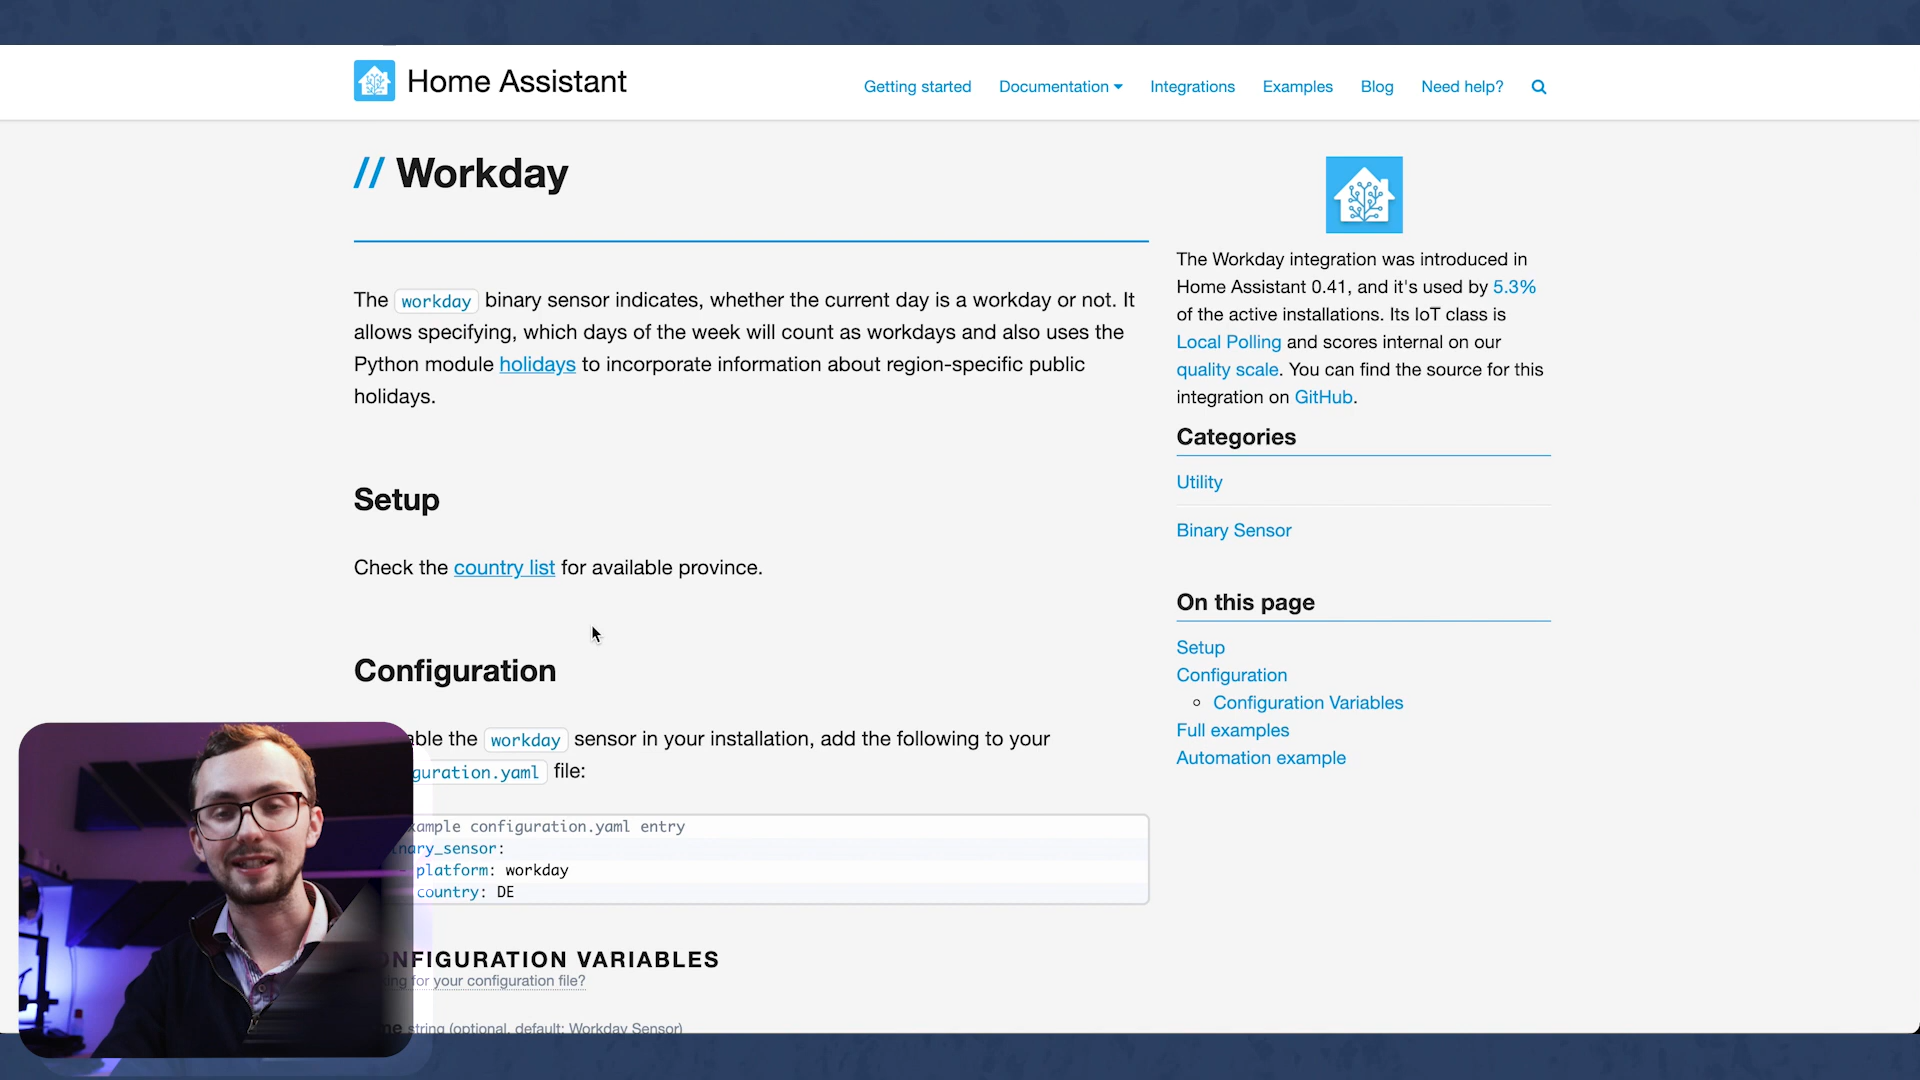 Home Assistant
Getting started Documentation Integrations Examples Blog Need help?
// Workday
The workday binary sensor indicates, whether the current day is a workday or not. It
allows specifying, which days of the week will count as workdays and also uses the
Python module holidays to incorporate information about region-specific public
holidays.
Setup
Check the country list for available province.
Configuration
the workday sensor in your installation, add the following to your
file:
configuration.yaml entry
platform: workday
country: DE
VARIABLES
for your configuration file?
string (optional, default: Workday Sensor)
The Workday integration was introduced in
Home Assistant 0.41, and it's used by 5.3%
of the active installations. Its IoT class is
Local Polling and scores internal on our
quality scale. You can find the source for this
integration on GitHub.
Categories
Utility
Binary Sensor
On this page
Setup
Configuration
Configuration Variables
Full examples
Automation example